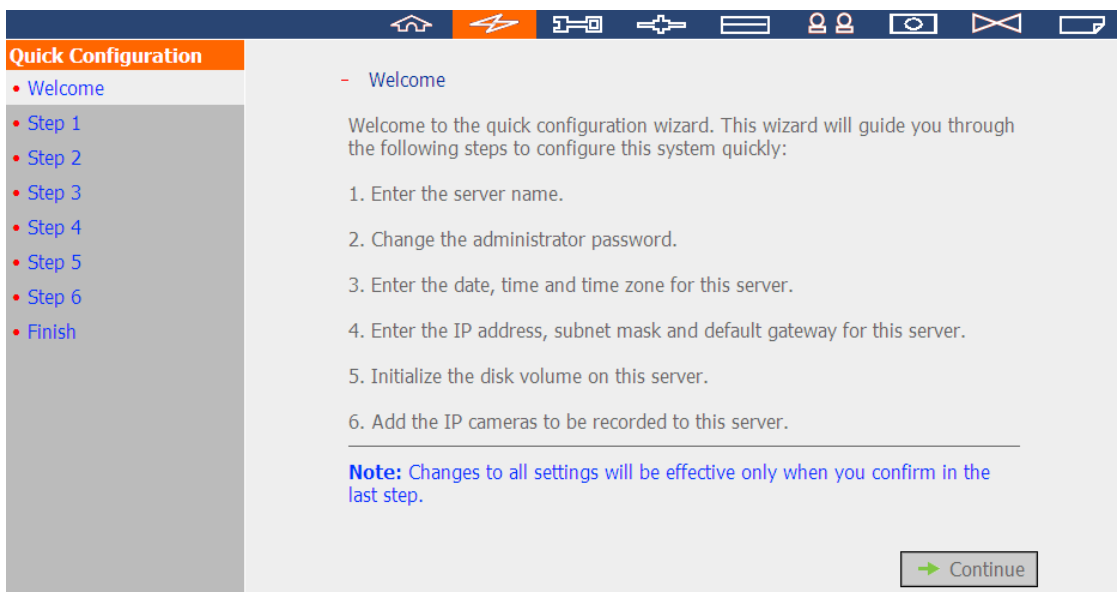 Quick Configuration
• Welcome
• Step 1
• Step 2
• Step 3
• Step 4
• Step 5
• Step 6
• Finish
- Welcome
Welcome to the quick configuration wizard. This wizard will guide you through
the following steps to configure this system quickly:
1. Enter the server name.
2. Change the administrator password.
3. Enter the date, time and time zone for this server.
4. Enter the IP address, subnet mask and default gateway for this server.
5. Initialize the disk volume on this server.
6. Add the IP cameras to be recorded to this server.
Note: Changes to all settings will be effective only when you confirm in the
last step.
Continue